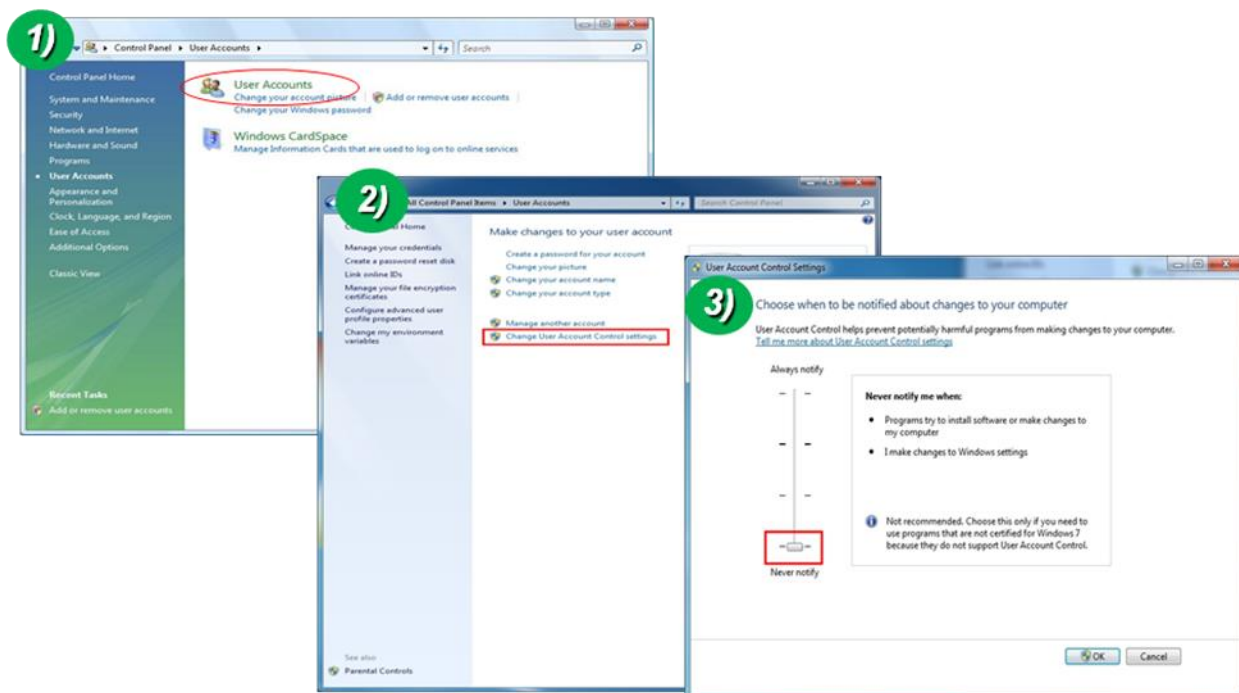 1)
Control Panel ▸ User Accounts ▸
Search
Control Panel Home
System and Maintenance
Security
Network and Internet
Hardware and Sound
Programs
User Accounts
Appearance and
Personalization
Clock, Language, and Region
Ease of Access
Additional Options
Classic View
Recent Tasks
Add or remove user accounts
User Accounts
Change your account picture
Add or remove user accounts
Change your Windows password
Windows CardSpace
Manage Information Cards that are used to log on to online services
2)
All Control Panel Items ▸ User Accounts
Search Control Panel
Home
Manage your credentials
Create a password reset disk
Link online IDs
Manage your file encryption
certificates
Configure advanced user
profile properties
Change my environment
variables
See also
Parental Controls
Make changes to your user account
Create a password for your account
Change your picture
Change your account name
Change your account type
Manage another account
Change User Account Control settings
3)
User Account Control Settings
Choose when to be notified about changes to your computer
User Account Control helps prevent potentially harmful programs from making changes to your computer.
Tell me more about User Account Control settings
Always notify
Never notify
Never notify me when:
• Programs try to install software or make changes to
my computer
• I make changes to Windows settings
Not recommended. Choose this only if you need to
use programs that are not certified for Windows 7
because they do not support User Account Control.
OK
Cancel